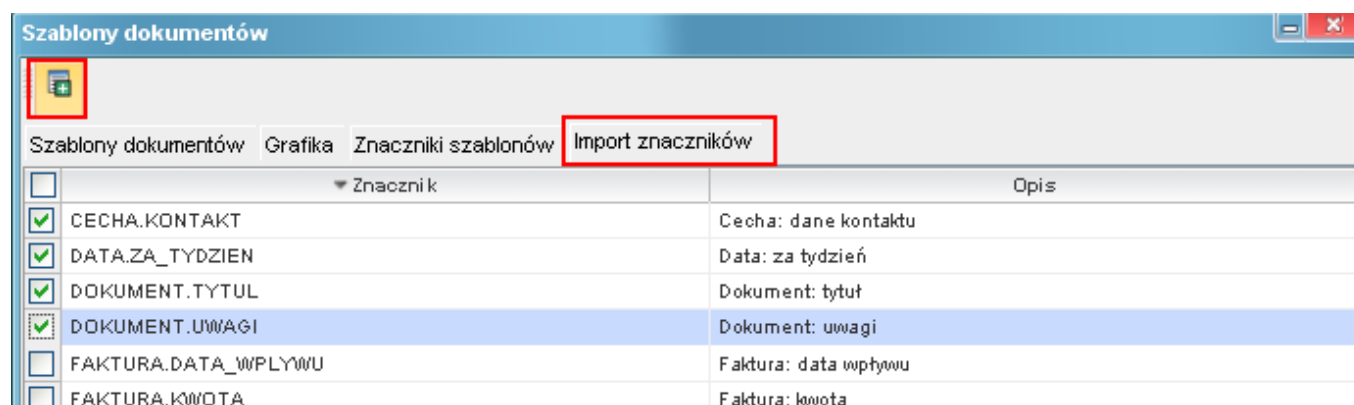 Szablony dokumentów
Szablony dokumentów Grafika Znaczniki szablonów Import znaczników
Znacznik Opis
CECHA.KONTAKT Cecha: dane kontaktu
DATA.ZA_TYDZIEN Data: za tydzień
DOKUMENT.TYTUL Dokument: tytuł
DOKUMENT.UWAGI Dokument: uwagi
FAKTURA.DATA_WPLYWU Faktura: data wpływu
FAKTURA.KWOTA Faktura: kwota